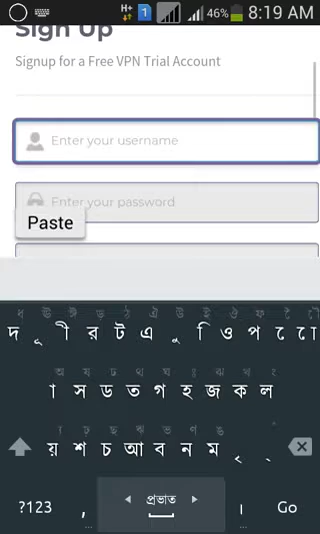 H+ 1 46% 8:19 AM
Sign Up
Signup for a Free VPN Trial Account
Enter your username
Enter your password
Paste
দ ূ ী র ট এ ু ি ও প ে ো
া স ড ত গ হ জ ক ল
য় শ চ আ ব ন ম ্
?123 , প্রভাত । Go